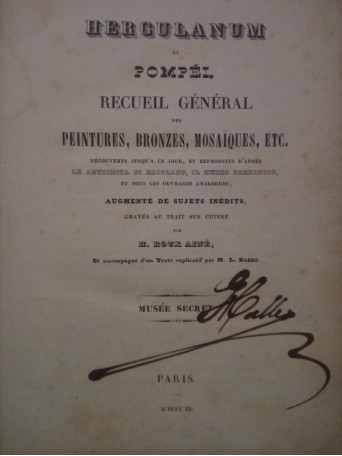 HERCULANUM
ET
POMPÉI.
RECUEIL GÉNÉRAL
DES
PEINTURES, BRONZES, MOSAÏQUES, ETC.
DÉCOUVERTS JUSQU'A CE JOUR, ET REPRODUITS D'APRÈS
LE ANTICHITA DI ERCOLANO, IL MUSEO BORBONICO,
ET TOUS LES OUVRAGES ANALOGUES,
AUGMENTÉ DE SUJETS INÉDITS,
GRAVÉS AU TRAIT SUR CUIVRE
PAR
H. ROUX AINÉ,
Et accompagné d'un Texte explicatif par M. L. BARRÉ.
MUSÉE SECRET
PARIS
M DCCC XL.